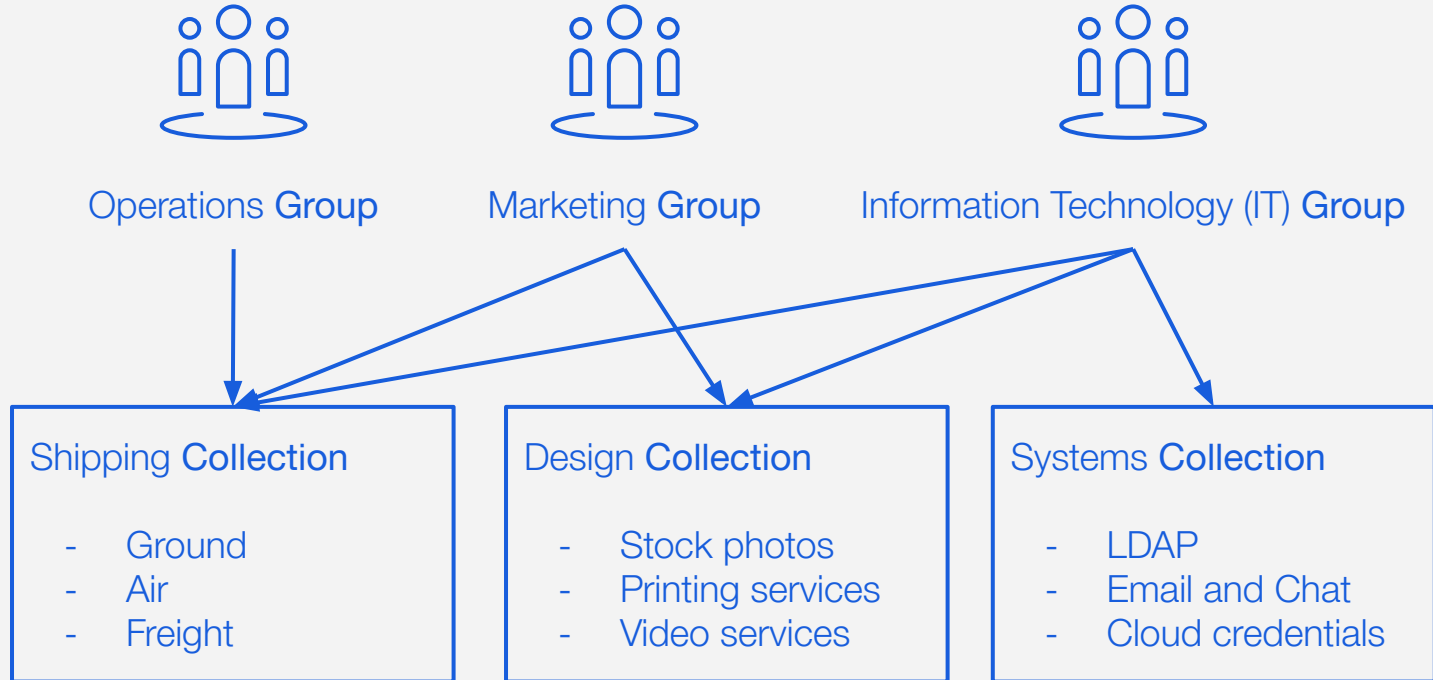 Operations Group
Marketing Group
Information Technology (IT) Group
Shipping Collection
- Ground
- Air
- Freight
Design Collection
- Stock photos
- Printing services
- Video services
Systems Collection
- LDAP
- Email and Chat
- Cloud credentials